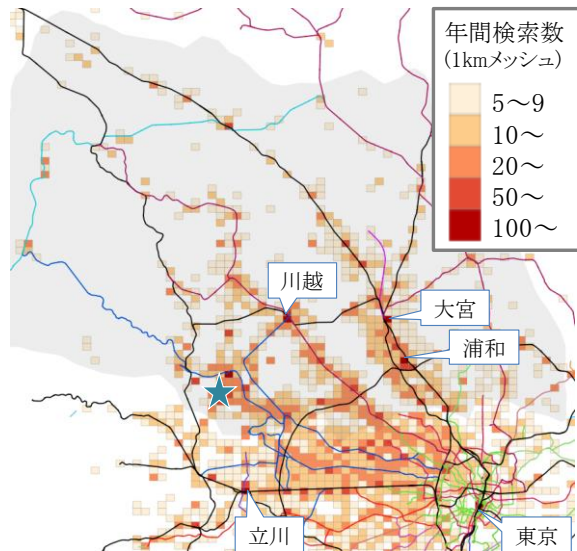 年間検索数
(1kmメッシュ)
5～9
10～
20～
50～
100～
川越
大宮
浦和
立川
東京